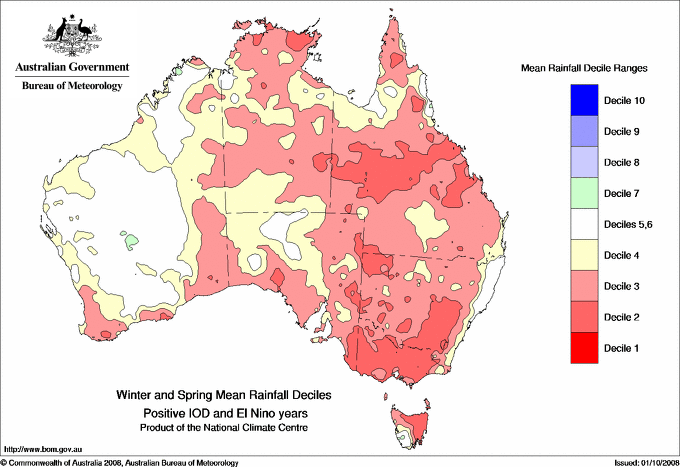 Australian Government
Bureau of Meteorology
Mean Rainfall Decile Ranges
Decile 10
Decile 9
Decile 8
Decile 7
Deciles 5,6
Decile 4
Decile 3
Decile 2
Decile 1
Winter and Spring Mean Rainfall Deciles
Positive IOD and El Nino years
Product of the National Climate Centre
http://www.bom.gov.au
© Commonwealth of Australia 2008, Australian Bureau of Meteorology
Issued: 01/10/2008